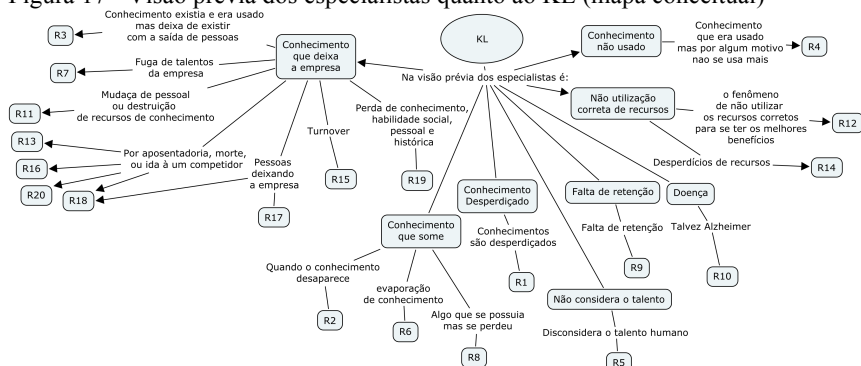 Figura 17 – Visão prévia dos especialistas quanto ao KL (mapa conceitual)
Conhecimento existia e era usado
mas deixa de existir
com a saída de pessoas
R3
Fuga de talentos
da empresa
R7
Mudaça de pessoal
ou destruição
de recursos de conhecimento
R11
R13
R16
R20
R18
Por aposentadoria, morte,
ou ida à um competidor
Conhecimento
que deixa
a empresa
Pessoas
deixando
a empresa
R17
Turnover
R15
Perda de conhecimento,
habilidade social,
pessoal e
histórica
R19
KL
Na visão prévia dos especialistas é:
Conhecimento
não usado
Conhecimento
que era usado
mas por algum motivo
nao se usa mais
R4
Não utilização
correta de recursos
o fenômeno
de não utilizar
os recursos corretos
para se ter os melhores
benefícios
R12
Desperdícios de recursos
R14
Conhecimento
que some
Quando o conhecimento
desaparece
R2
evaporação
de conhecimento
R6
Algo que se possuia
mas se perdeu
R8
Conhecimento
Desperdiçado
Conhecimentos
são desperdiçados
R1
Não considera o talento
Disconsidera o talento humano
R5
Falta de retenção
Falta de retenção
R9
Doença
Talvez Alzheimer
R10